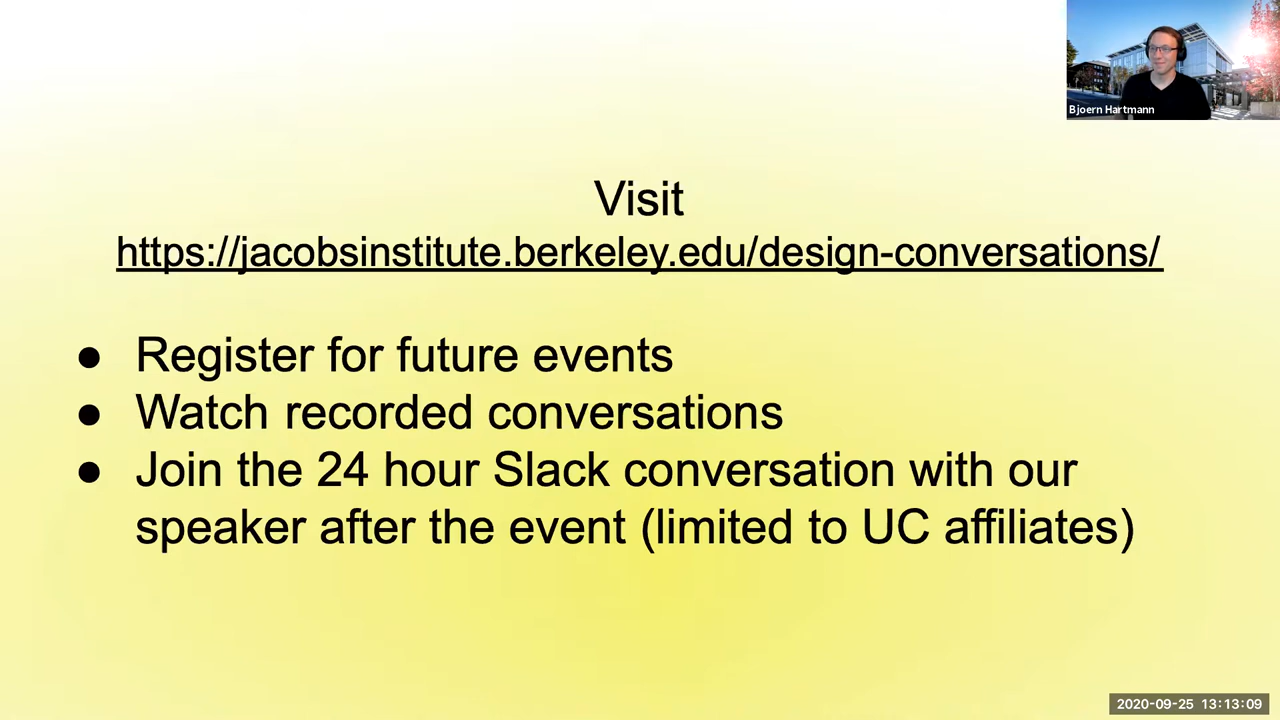 Bjoern Hartmann
Visit
https://jacobsinstitute.berkeley.edu/design-conversations/
● Register for future events
● Watch recorded conversations
● Join the 24 hour Slack conversation with our
speaker after the event (limited to UC affiliates)
2020-09-25 13:13:09